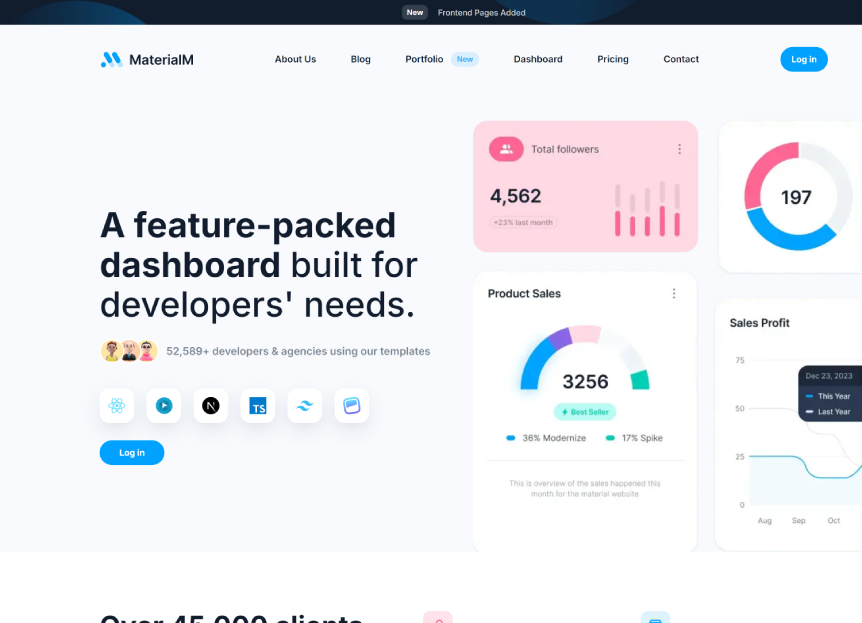 New Frontend Pages Added
MaterialM
About Us Blog Portfolio New Dashboard Pricing Contact
Log in
A feature-packed
dashboard built for
developers' needs.
52,589+ developers & agencies using our templates
N TS
Log in
Total followers
4,562
+23% last month
197
Product Sales
3256
Best Seller
36% Modernize 17% Spike
This is overview of the sales happened this
month for the material website
Sales Profit
75
50
25
0
Dec 23, 2023
This Year
Last Year
Aug Sep Oct
Over 45,000 clients